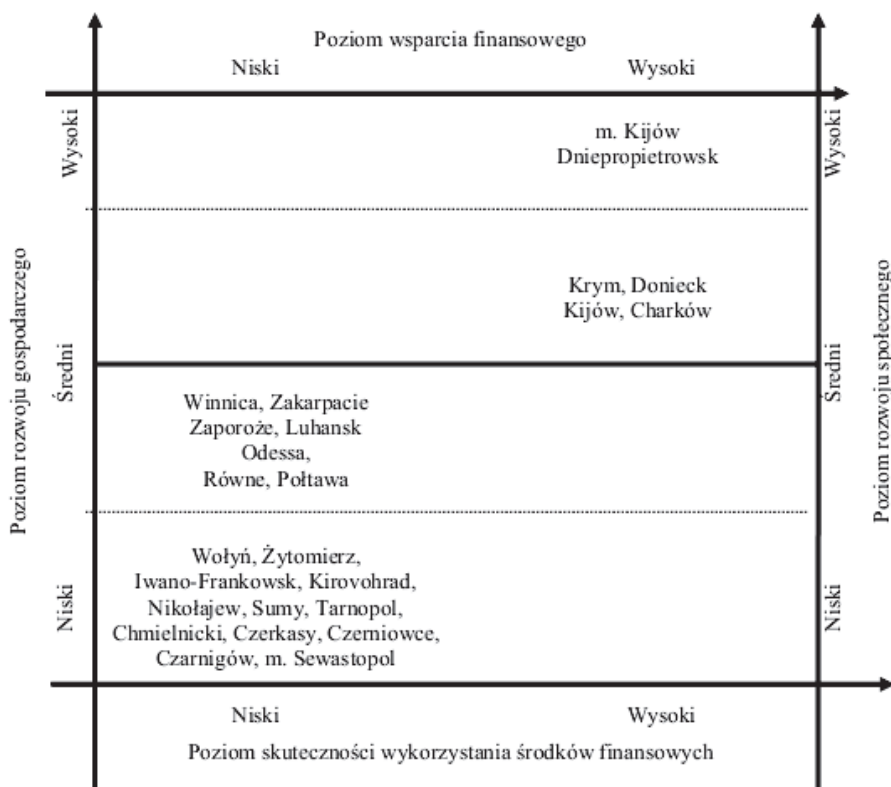 Poziom wsparcia finansowego
Niski
Wysoki
Poziom rozwoju gospodarczego
Wysoki
Średni
Niski
m. Kijów
Dniepropietrowsk
Krym, Donieck
Kijów, Charków
Winnica, Zakarpacie
Zaporoże, Luhansk
Odessa,
Równe, Połtawa
Wołyń, Żytomierz,
Iwano-Frankowsk, Kirovohrad,
Nikołajew, Sumy, Tarnopol,
Chmielnicki, Czerkasy, Czerniowce,
Czarnigów, m. Sewastopol
Wysoki
Średni
Niski
Poziom rozwoju społecznego
Niski
Wysoki
Poziom skuteczności wykorzystania środków finansowych